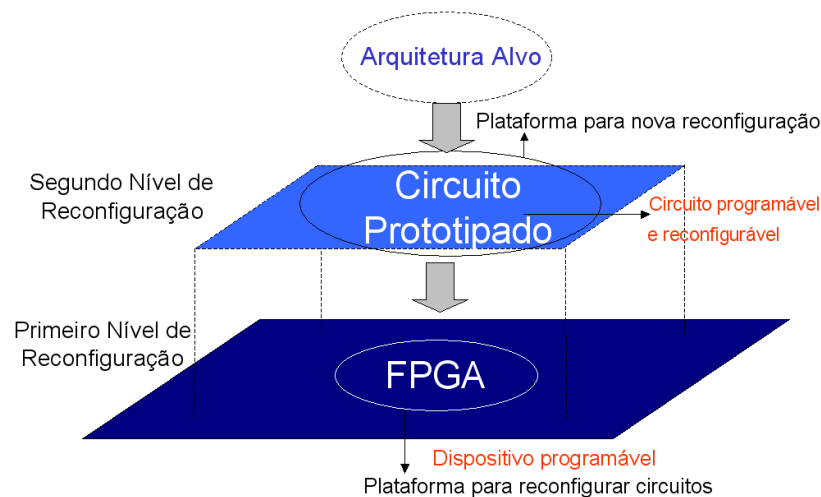 Arquitetura Alvo
Plataforma para nova reconfiguração
Segundo Nível de
Reconfiguração
Circuito
Prototipado
Circuito programável
e reconfigurável
Primeiro Nível de
Reconfiguração
FPGA
Dispositivo programável
Plataforma para reconfigurar circuitos